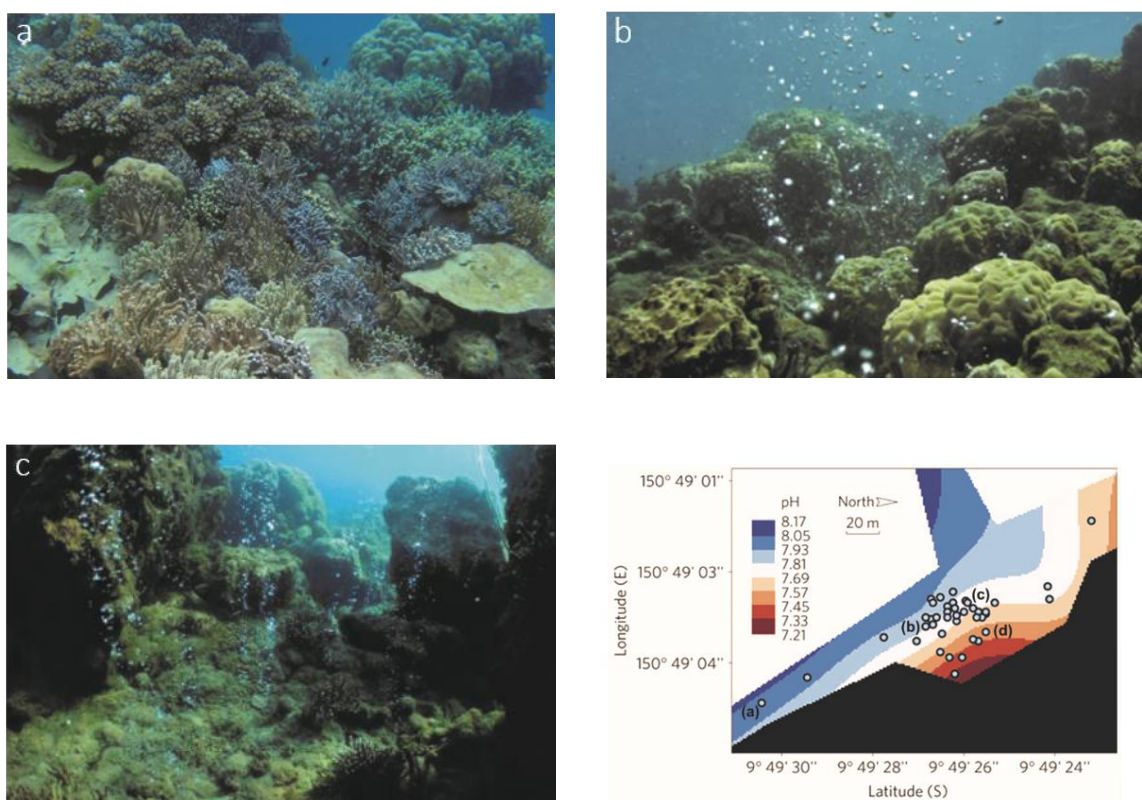 a
b
c
150° 49' 01''
150° 49' 03''
150° 49' 04''
Longitude (E)
pH
8.17
8.05
7.93
7.81
7.69
7.57
7.45
7.33
7.21
North
20 m
(c)
(b)
(d)
(a)
9° 49' 30''
9° 49' 28''
9° 49' 26''
9° 49' 24''
Latitude (S)